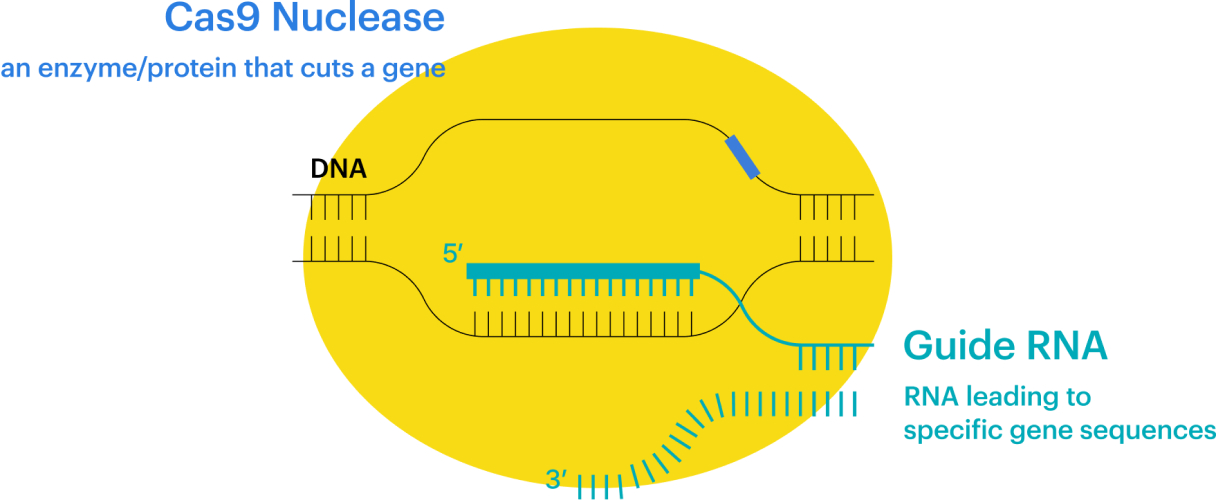 Cas9 Nuclease
an enzyme/protein that cuts a gene
DNA
5′
Guide RNA
RNA leading to
specific gene sequences
3′